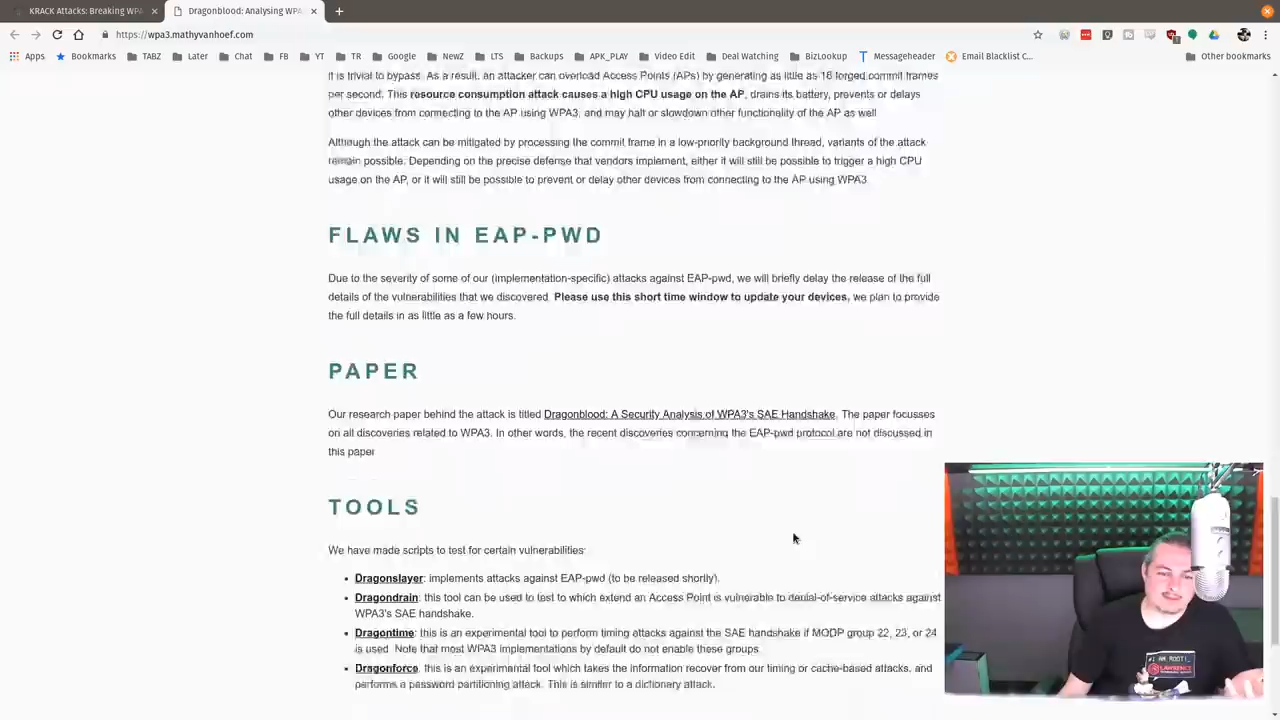 KRACK Attacks: Breaking WPA
Dragonblood: Analysing WPA
https://wpa3.mathyvanhoef.com
Apps Bookmarks TABZ Later Chat FB YT TR Google NewZ LTS Backups APK_PLAY Video Edit Deal Watching BizLookup Messageheader Email Blacklist C... Other bookmarks
it is trivial to bypass. As a result, an attacker can overload Access Points (APs) by generating as little as 16 forged commit frames
per second. This resource consumption attack causes a high CPU usage on the AP, drains its battery, prevents or delays
other devices from connecting to the AP using WPA3, and may halt or slowdown other functionality of the AP as well
Although the attack can be mitigated by processing the commit frame in a low-priority background thread, variants of the attack
remain possible. Depending on the precise defense that vendors implement, either it will still be possible to trigger a high CPU
usage on the AP, or it will still be possible to prevent or delay other devices from connecting to the AP using WPA3
FLAWS IN EAP-PWD
Due to the severity of some of our (implementation-specific) attacks against EAP-pwd, we will briefly delay the release of the full
details of the vulnerabilities that we discovered. Please use this short time window to update your devices, we plan to provide
the full details in as little as a few hours.
PAPER
Our research paper behind the attack is titled Dragonblood: A Security Analysis of WPA3's SAE Handshake. The paper focusses
on all discoveries related to WPA3. In other words, the recent discoveries concerning the EAP-pwd protocol are not discussed in
this paper
TOOLS
We have made scripts to test for certain vulnerabilities:
Dragonslayer: implements attacks against EAP-pwd (to be released shortly).
Dragondrain: this tool can be used to test to which extend an Access Point is vulnerable to denial-of-service attacks against
WPA3's SAE handshake.
Dragontime: this is an experimental tool to perform timing attacks against the SAE handshake if MODP group 22, 23, or 24
is used. Note that most WPA3 implementations by default do not enable these groups
Dragonforce: this is an experimental tool which takes the information recover from our timing or cache-based attacks, and
performs a password partitioning attack. This is similar to a dictionary attack.
I AM ROOT!
LAWRENCE